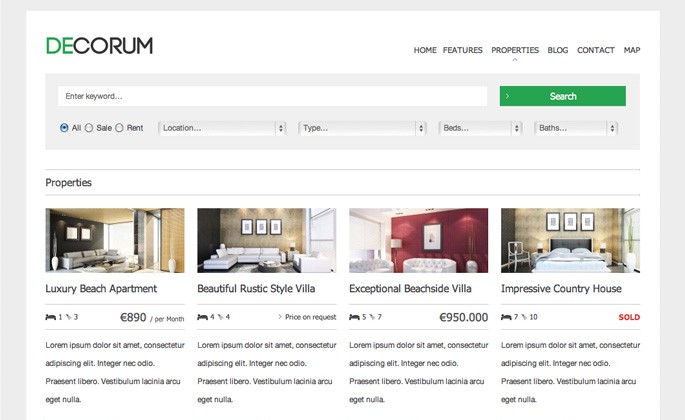 DECORUM
HOME FEATURES PROPERTIES BLOG CONTACT MAP
Enter keyword...
Search
All Sale Rent Location... Type... Beds... Baths...
Properties
Luxury Beach Apartment
1 3 €890 / per Month
Lorem ipsum dolor sit amet, consectetur
adipiscing elit. Integer nec odio.
Praesent libero. Vestibulum lacinia arcu
eget nulla.
Beautiful Rustic Style Villa
4 4 Price on request
Lorem ipsum dolor sit amet, consectetur
adipiscing elit. Integer nec odio.
Praesent libero. Vestibulum lacinia arcu
eget nulla.
Exceptional Beachside Villa
5 7 €950.000
Lorem ipsum dolor sit amet, consectetur
adipiscing elit. Integer nec odio.
Praesent libero. Vestibulum lacinia arcu
eget nulla.
Impressive Country House
7 10 SOLD
Lorem ipsum dolor sit amet, consectetur
adipiscing elit. Integer nec odio.
Praesent libero. Vestibulum lacinia arcu
eget nulla.